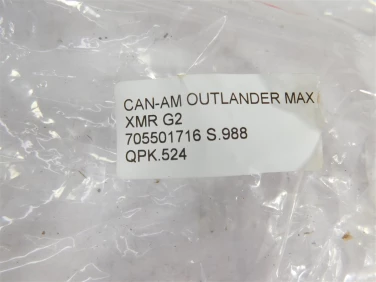 CAN-AM OUTLANDER MAX
XMR G2
705501716 S.988
QPK.524